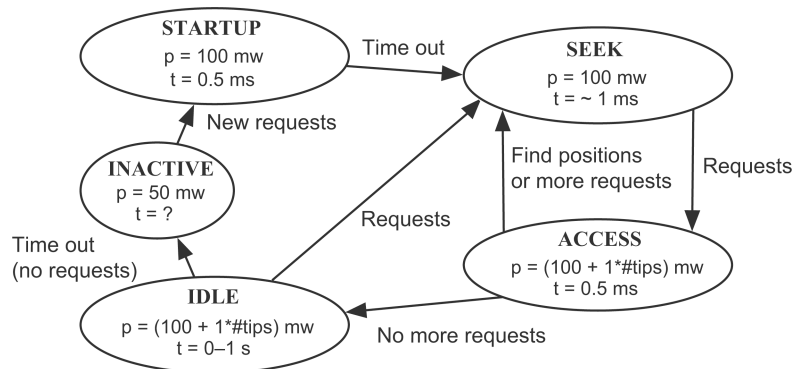 STARTUP
p = 100 mw
t = 0.5 ms
Time out
SEEK
p = 100 mw
t = ~ 1 ms
New requests
INACTIVE
p = 50 mw
t = ?
Find positions
or more requests
Requests
Requests
Time out
(no requests)
ACCESS
p = (100 + 1*#tips) mw
t = 0.5 ms
IDLE
p = (100 + 1*#tips) mw
t = 0–1 s
No more requests